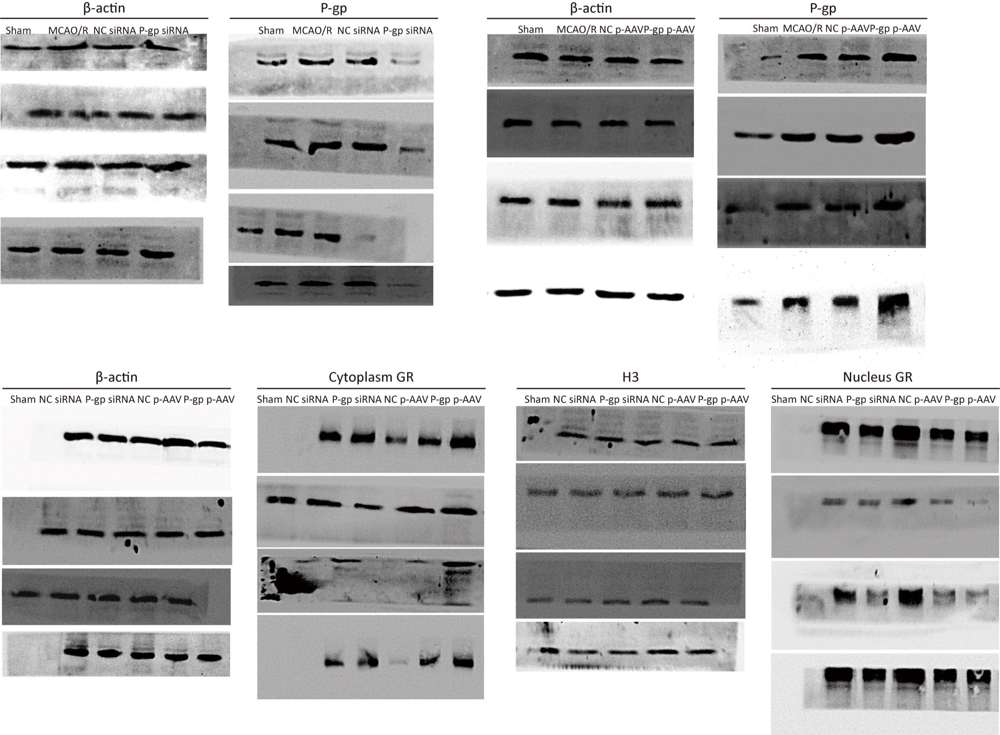 β-actin
P-gp
β-actin
P-gp
Sham MCAO/R NC siRNA P-gp siRNA
Sham MCAO/R NC siRNA P-gp siRNA
Sham MCAO/R NC p-AAV P-gp p-AAV
Sham MCAO/R NC p-AAV P-gp p-AAV
β-actin
Cytoplasm GR
H3
Nucleus GR
Sham NC siRNA P-gp siRNA NC p-AAV P-gp p-AAV
Sham NC siRNA P-gp siRNA NC p-AAV P-gp p-AAV
Sham NC siRNA P-gp siRNA NC p-AAV P-gp p-AAV
Sham NC siRNA P-gp siRNA NC p-AAV P-gp p-AAV